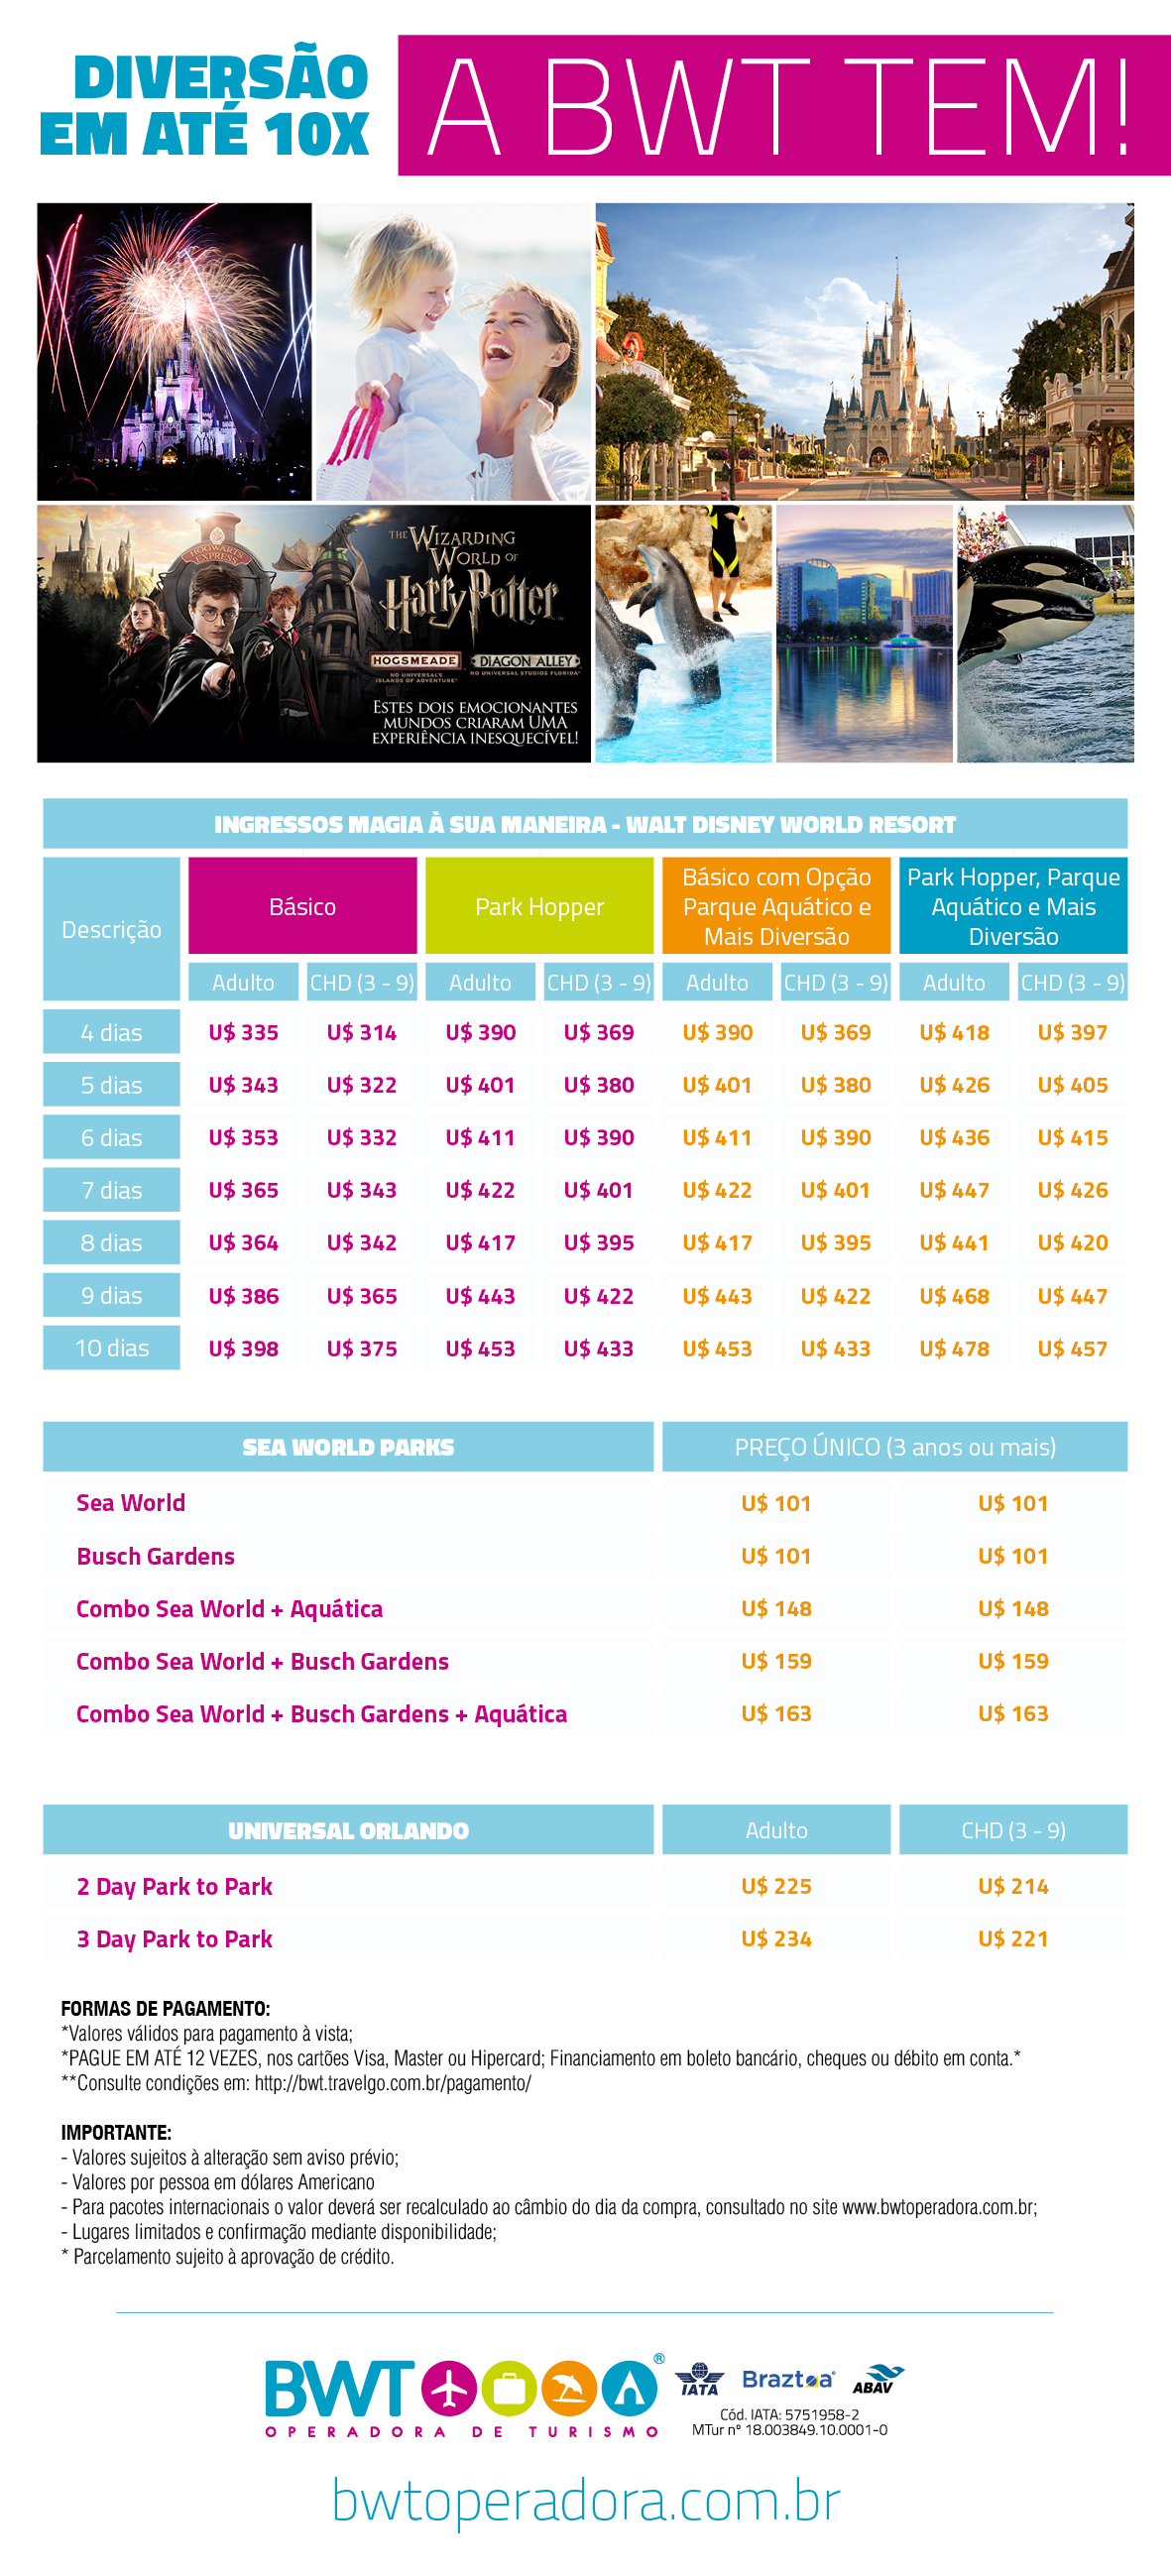 DIVERSÃO
EM ATÉ 10X
A BWT TEM!
HOGWARTS
EXPRESS
THE WIZARDING
WORLD OF
Harry Potter
HOGSMEADE
DIAGON ALLEY
NO UNIVERSAL'S
ISLANDS OF ADVENTURE
NO UNIVERSAL STUDIOS FLORIDA
ESTES DOIS EMOCIONANTES
MUNDOS CRIARAM UMA
EXPERIÊNCIA INESQUECÍVEL!
INGRESSOS MAGIA À SUA MANEIRA - WALT DISNEY WORLD RESORT
Descrição
Básico
Park Hopper
Básico com Opção
Parque Aquático e
Mais Diversão
Park Hopper, Parque
Aquático e Mais
Diversão
Adulto CHD (3 - 9) Adulto CHD (3 - 9) Adulto CHD (3 - 9) Adulto CHD (3 - 9)
4 dias U$ 335 U$ 314 U$ 390 U$ 369 U$ 390 U$ 369 U$ 418 U$ 397
5 dias U$ 343 U$ 322 U$ 401 U$ 380 U$ 401 U$ 380 U$ 426 U$ 405
6 dias U$ 353 U$ 332 U$ 411 U$ 390 U$ 411 U$ 390 U$ 436 U$ 415
7 dias U$ 365 U$ 343 U$ 422 U$ 401 U$ 422 U$ 401 U$ 447 U$ 426
8 dias U$ 364 U$ 342 U$ 417 U$ 395 U$ 417 U$ 395 U$ 441 U$ 420
9 dias U$ 386 U$ 365 U$ 443 U$ 422 U$ 443 U$ 422 U$ 468 U$ 447
10 dias U$ 398 U$ 375 U$ 453 U$ 433 U$ 453 U$ 433 U$ 478 U$ 457
SEA WORLD PARKS PREÇO ÚNICO (3 anos ou mais)
Sea World U$ 101 U$ 101
Busch Gardens U$ 101 U$ 101
Combo Sea World + Aquática U$ 148 U$ 148
Combo Sea World + Busch Gardens U$ 159 U$ 159
Combo Sea World + Busch Gardens + Aquática U$ 163 U$ 163
UNIVERSAL ORLANDO Adulto CHD (3 - 9)
2 Day Park to Park U$ 225 U$ 214
3 Day Park to Park U$ 234 U$ 221
FORMAS DE PAGAMENTO:
*Valores válidos para pagamento à vista;
*PAGUE EM ATÉ 12 VEZES, nos cartões Visa, Master ou Hipercard; Financiamento em boleto bancário, cheques ou débito em conta.*
**Consulte condições em: http://bwt.travelgo.com.br/pagamento/
IMPORTANTE:
- Valores sujeitos à alteração sem aviso prévio;
- Valores por pessoa em dólares Americano
- Para pacotes internacionais o valor deverá ser recalculado ao câmbio do dia da compra, consultado no site www.bwtoperadora.com.br;
- Lugares limitados e confirmação mediante disponibilidade;
* Parcelamento sujeito à aprovação de crédito.
BWT ®
OPERADORA DE TURISMO
IATA
Braztoa
ABAV
Cód. IATA: 5751958-2
MTur nº 18.003849.10.0001-0
bwtoperadora.com.br